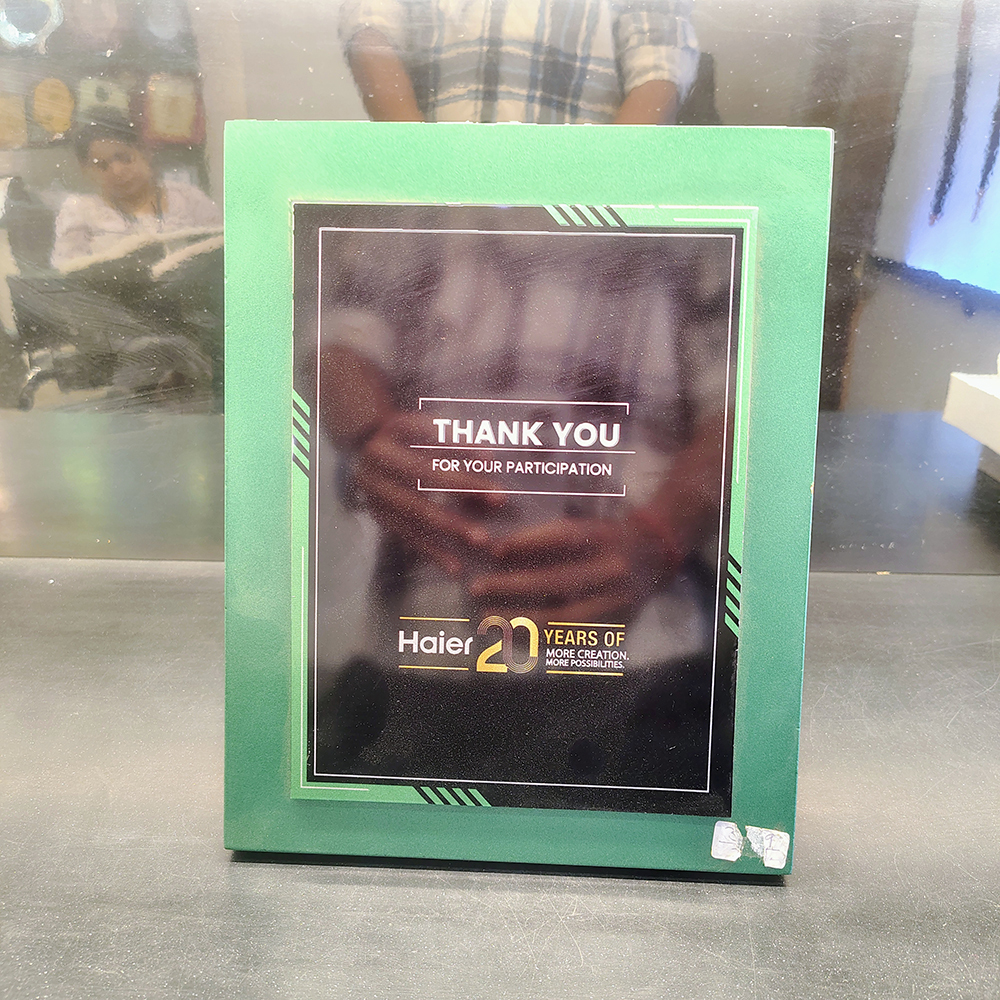 THANK YOU
FOR YOUR PARTICIPATION
Haier 20 YEARS OF
MORE CREATION.
MORE POSSIBILITIES.